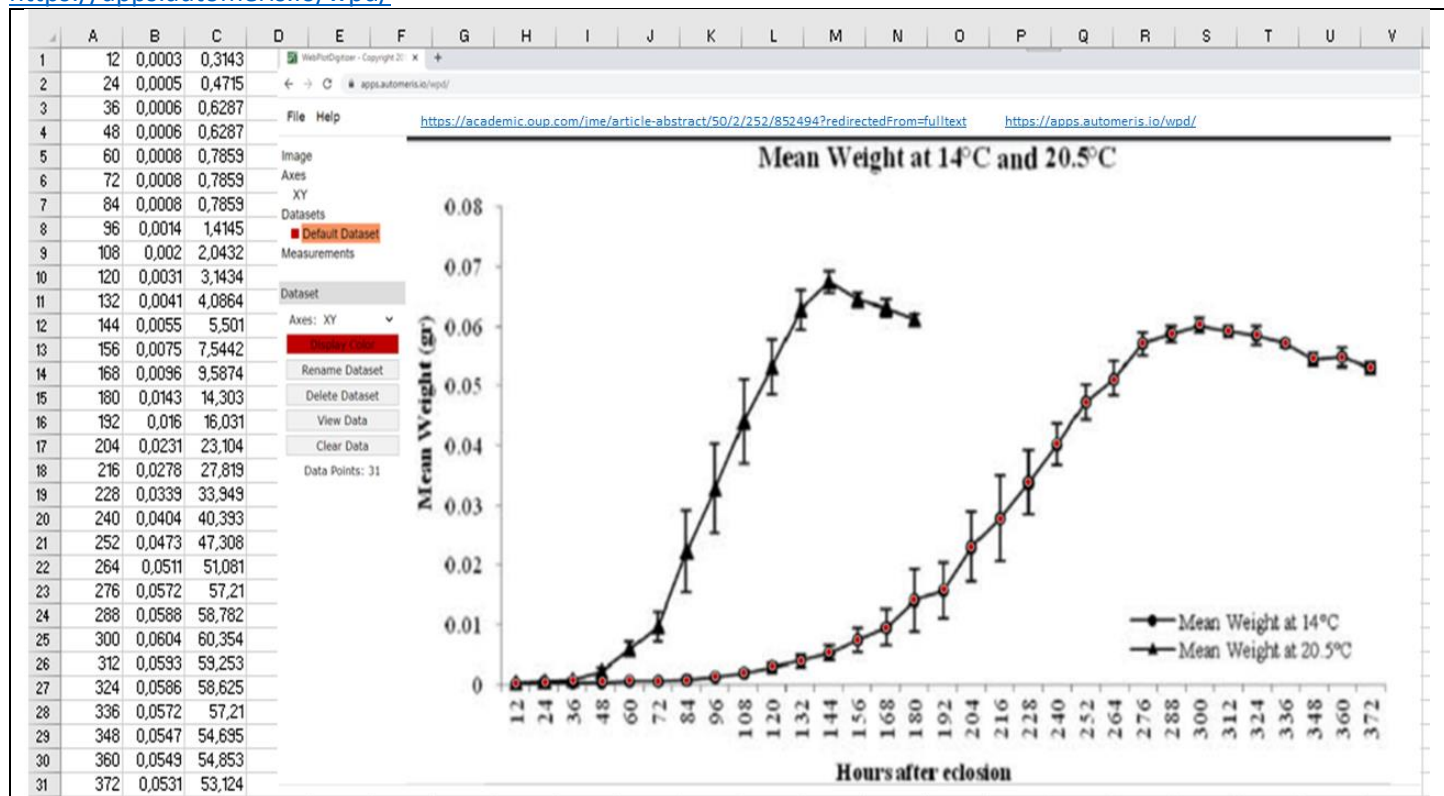 https://apps.automeris.io/wpd/
A B C D E F G H I J K L M N O P Q R S T U V
1 12 0,0003 0,3143
2 24 0,0005 0,4715
3 36 0,0006 0,6287
4 48 0,0006 0,6287
5 60 0,0008 0,7859
6 72 0,0008 0,7859
7 84 0,0008 0,7859
8 96 0,0014 1,4145
9 108 0,002 2,0432
10 120 0,0031 3,1434
11 132 0,0041 4,0864
12 144 0,0055 5,501
13 156 0,0075 7,5442
14 168 0,0096 9,5874
15 180 0,0143 14,303
16 192 0,016 16,031
17 204 0,0231 23,104
18 216 0,0278 27,819
19 228 0,0339 33,949
20 240 0,0404 40,393
21 252 0,0473 47,308
22 264 0,0511 51,081
23 276 0,0572 57,21
24 288 0,0588 58,782
25 300 0,0604 60,354
26 312 0,0593 59,253
27 324 0,0586 58,625
28 336 0,0572 57,21
29 348 0,0547 54,695
30 360 0,0549 54,853
31 372 0,0531 53,124
WebPlotDigitizer - Copyright 20
apps.automeris.io/wpd/
File Help
https://academic.oup.com/jme/article-abstract/50/2/252/852494?redirectedFrom=fulltext https://apps.automeris.io/wpd/
Image
Axes
XY
Datasets
Default Dataset
Measurements
Dataset
Axes: XY
Display Color
Rename Dataset
Delete Dataset
View Data
Clear Data
Data Points: 31
Mean Weight at 14°C and 20.5°C
Mean Weight (gr)
0.08
0.07
0.06
0.05
0.04
0.03
0.02
0.01
0
Mean Weight at 14°C
Mean Weight at 20.5°C
12 24 36 48 60 72 84 96 108 120 132 144 156 168 180 192 204 216 228 240 252 264 276 288 300 312 324 336 348 360 372
Hours after eclosion